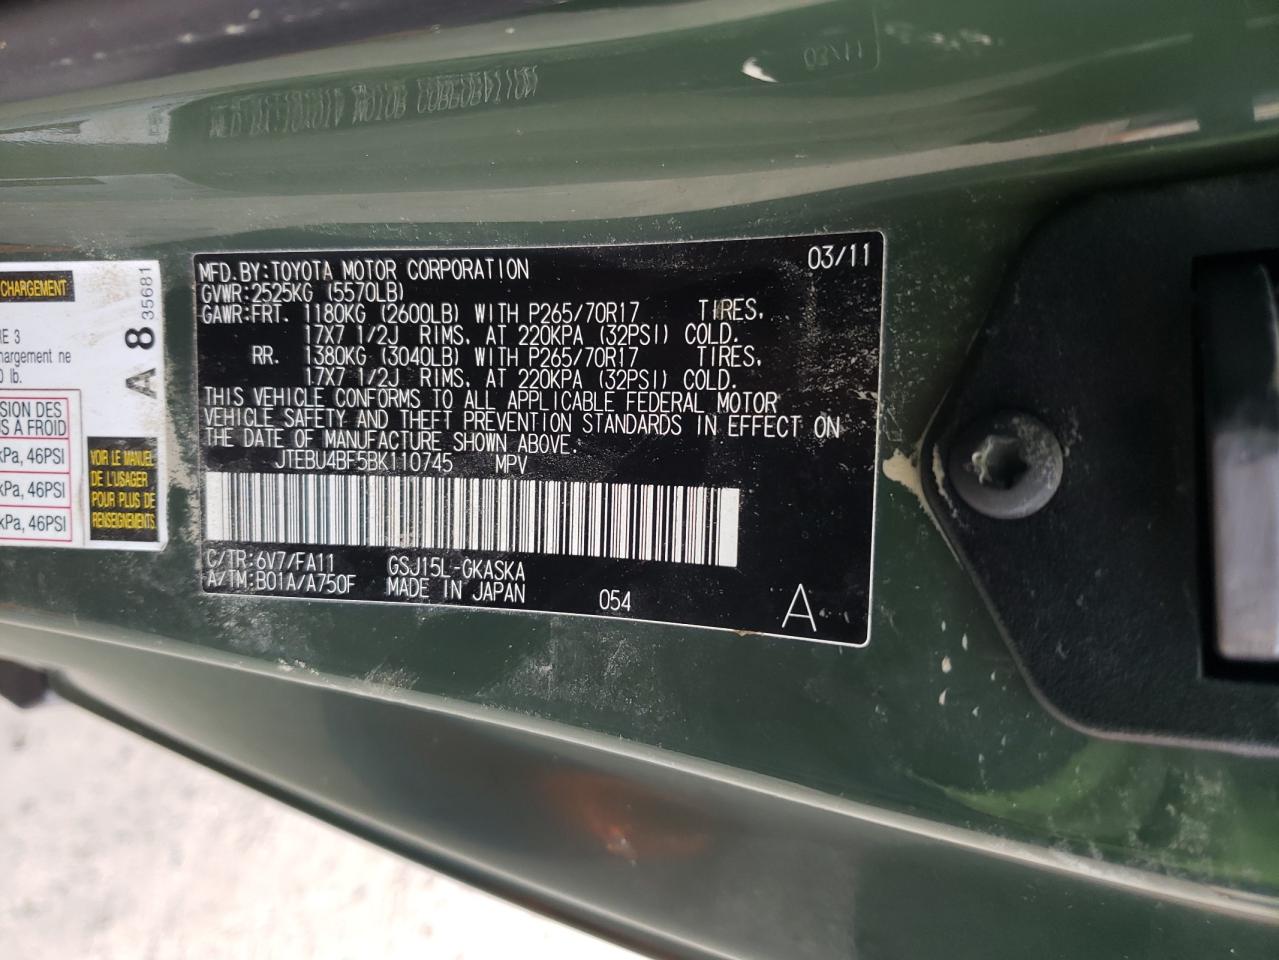 03/11
MFD.BY:TOYOTA MOTOR CORPORATION 03/11
GVWR:2525KG (5570LB)
GAWR:FRT. 1180KG (2600LB) WITH P265/70R17 TIRES,
17X7 1/2J RIMS, AT 220KPA (32PSI) COLD.
RR. 1380KG (3040LB) WITH P265/70R17 TIRES,
17X7 1/2J RIMS, AT 220KPA (32PSI) COLD.
THIS VEHICLE CONFORMS TO ALL APPLICABLE FEDERAL MOTOR
VEHICLE SAFETY AND THEFT PREVENTION STANDARDS IN EFFECT ON
THE DATE OF MANUFACTURE SHOWN ABOVE.
JTEBU4BF5BK110745 MPV
C/TR:6V7/FA11 GSJ15L-GKASKA
A/TM:B01A/A750F MADE IN JAPAN 054 A
CHARGEMENT
E 3
hargement ne
lb.
SION DES
S A FROID
kPa, 46PSI
kPa, 46PSI
kPa, 46PSI
A 8 35681
VOIR LE MANUEL
DE L'USAGER
POUR PLUS DE
RENSEIGNEMENTS.